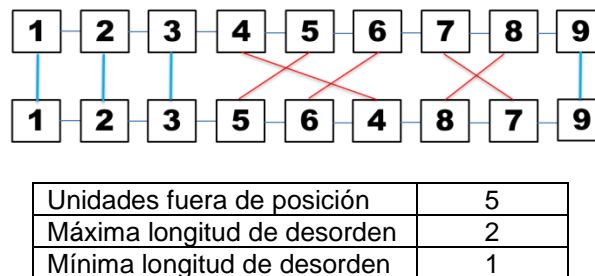 1 2 3 4 5 6 7 8 9
1 2 3 5 6 4 8 7 9
Unidades fuera de posición 5
Máxima longitud de desorden 2
Mínima longitud de desorden 1